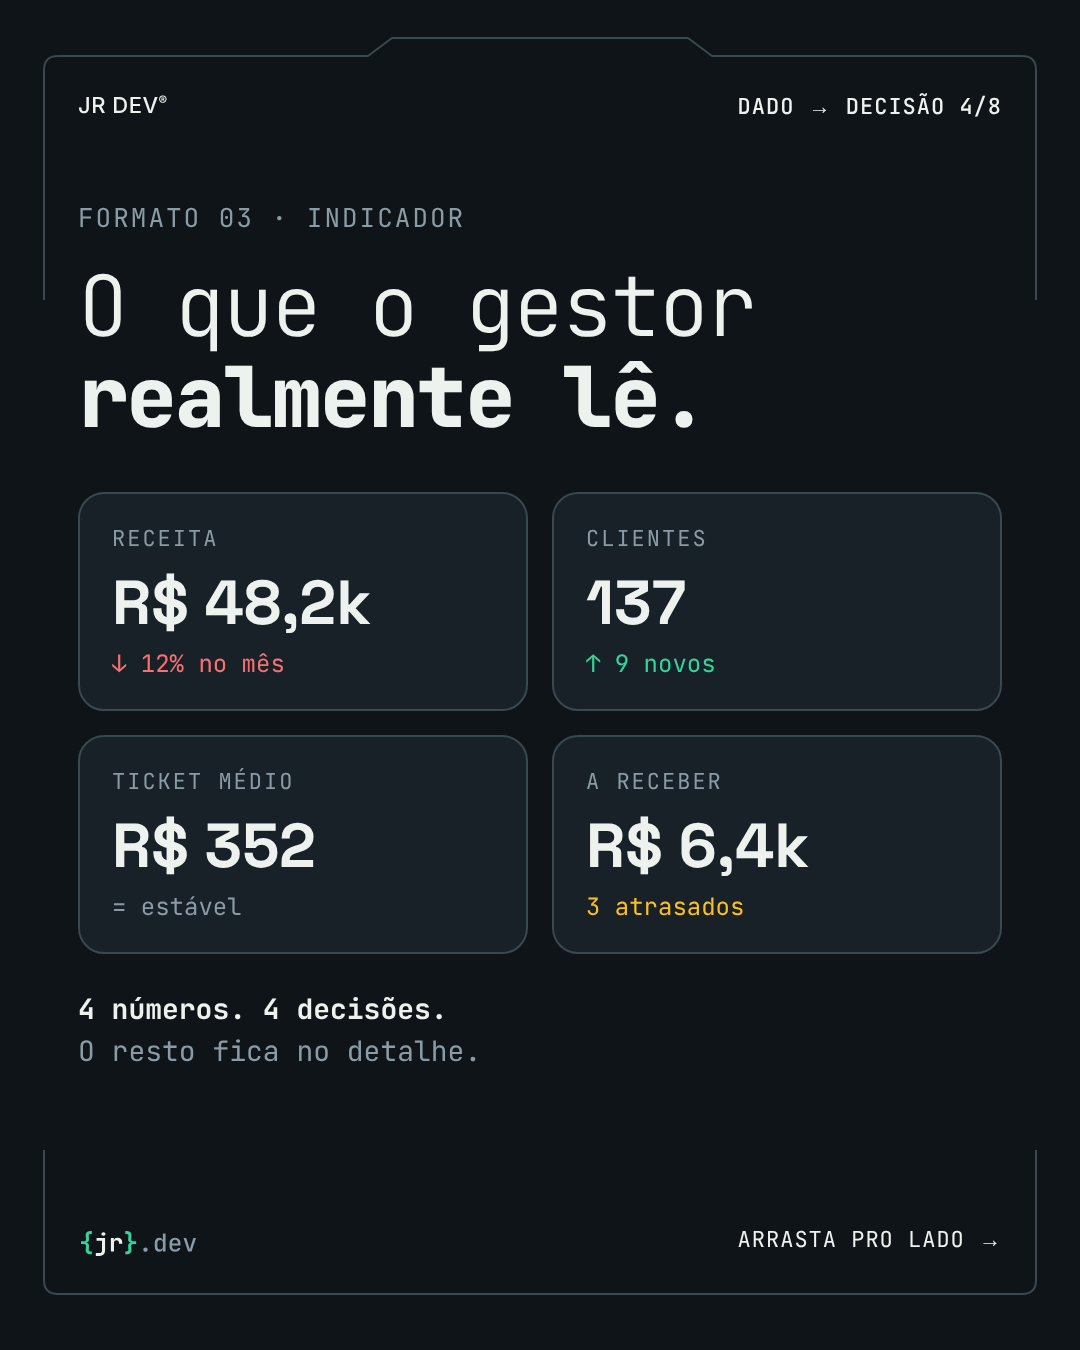 JR DEV®
DADO → DECISÃO 4/8
FORMATO 03 · INDICADOR
O que o gestor
realmente lê.
RECEITA
R$ 48,2k
↓ 12% no mês
CLIENTES
137
↑ 9 novos
TICKET MÉDIO
R$ 352
= estável
A RECEBER
R$ 6,4k
3 atrasados
4 números. 4 decisões.
O resto fica no detalhe.
{jr}.dev
ARRASTA PRO LADO →